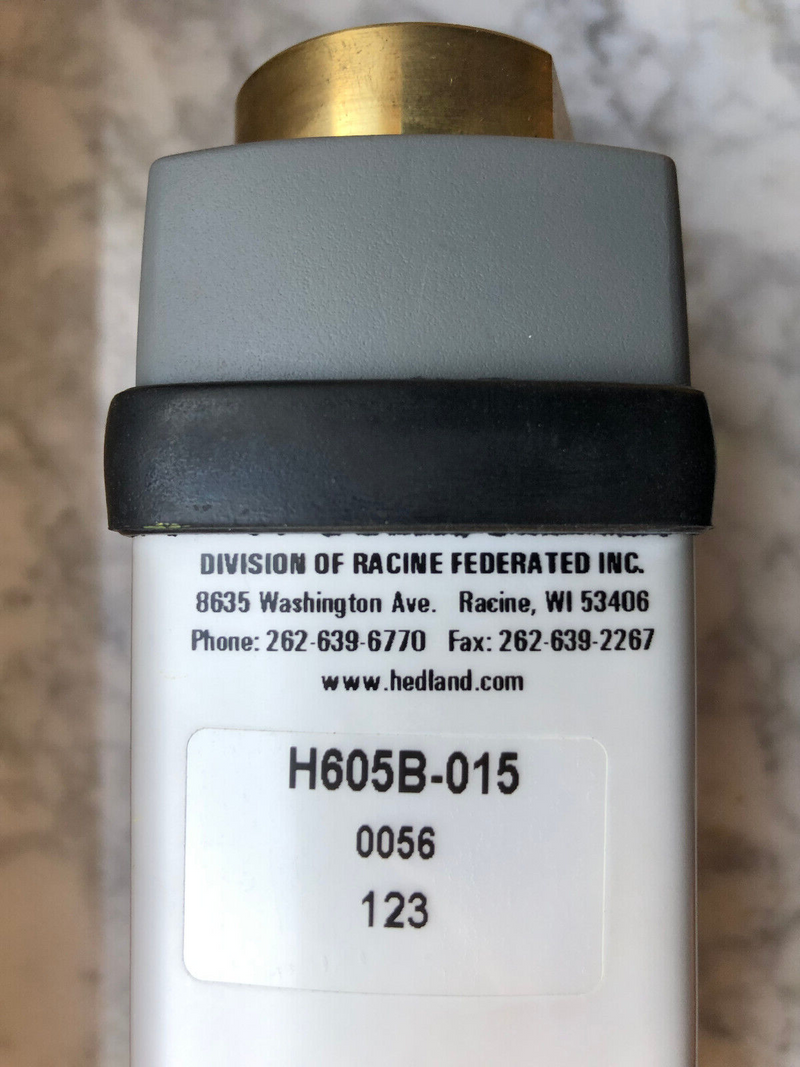 DIVISION OF RACINE FEDERATED INC.
8635 Washington Ave. Racine, WI 53406
Phone: 262-639-6770 Fax: 262-639-2267
www.hedland.com
H605B-015
0056
123